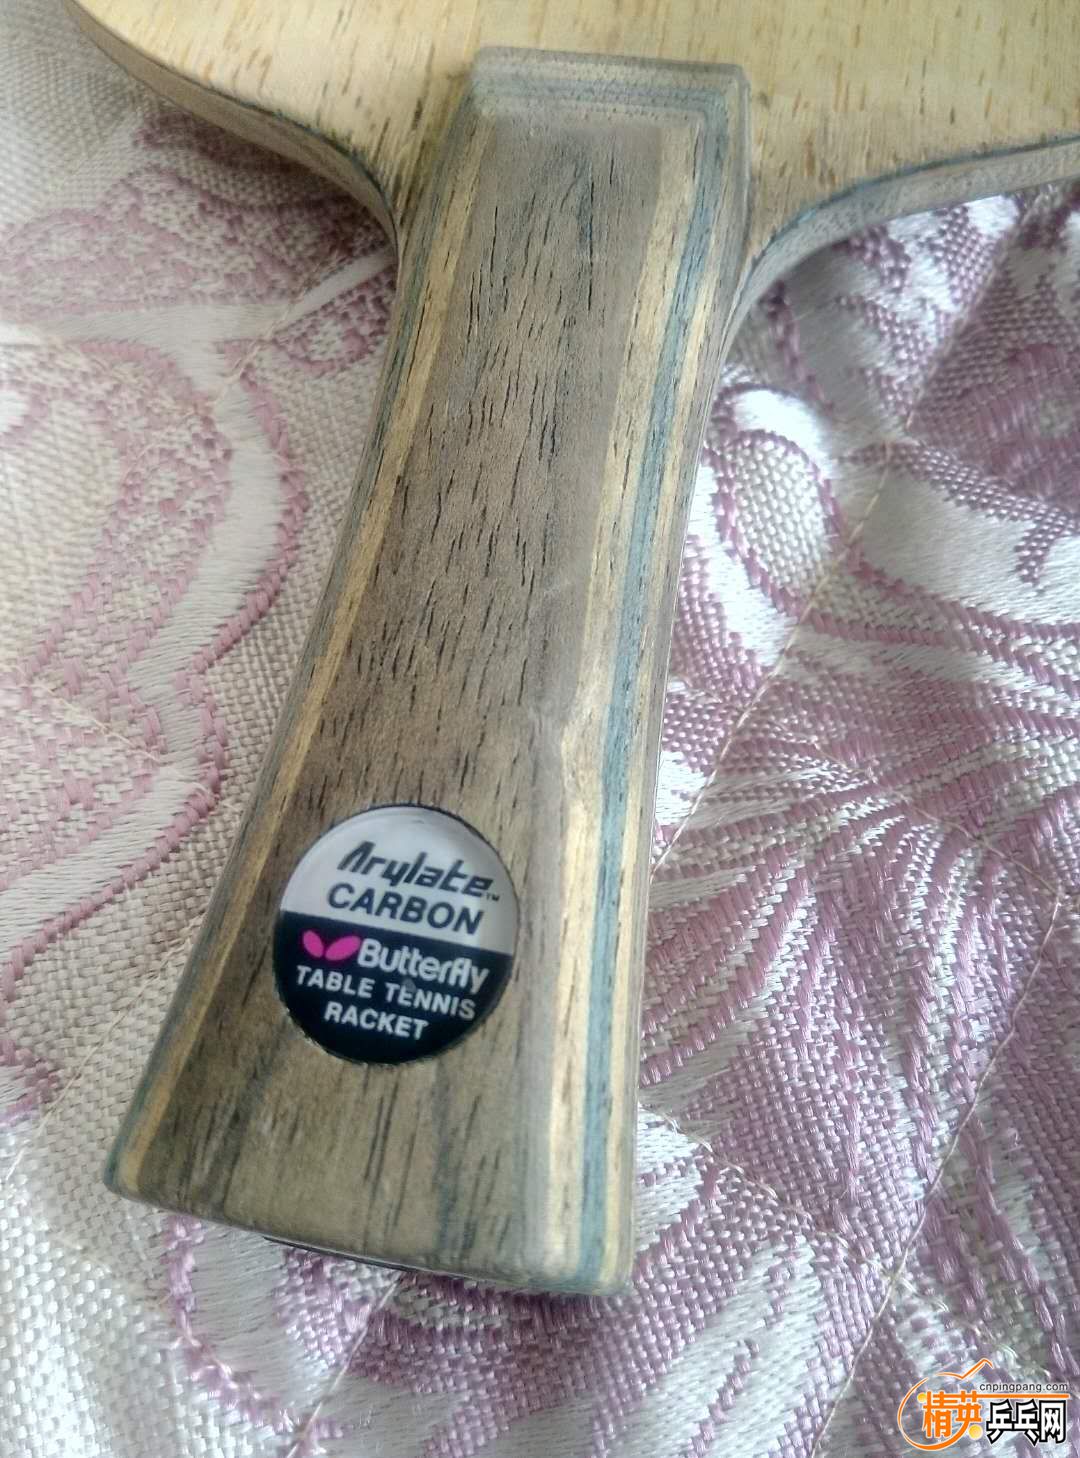 Arylate™
CARBON
Butterfly
TABLE TENNIS
RACKET
cnpingpang.com
精英乒乓网